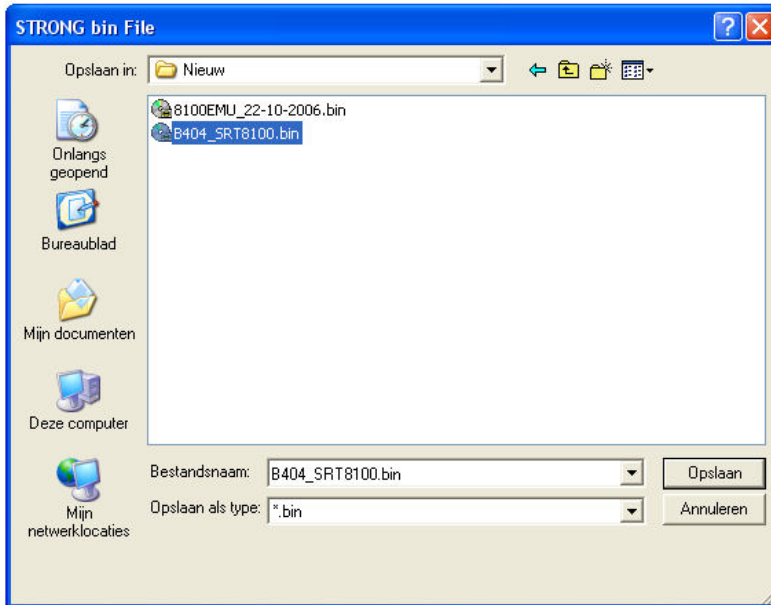 STRONG bin File
Opslaan in: Nieuw
8100EMU_22-10-2006.bin
B404_SRT8100.bin
Onlangs
geopend
Bureaublad
Mijn documenten
Deze computer
Mijn
netwerklocaties
Bestandsnaam: B404_SRT8100.bin Opslaan
Opslaan als type: *.bin Annuleren